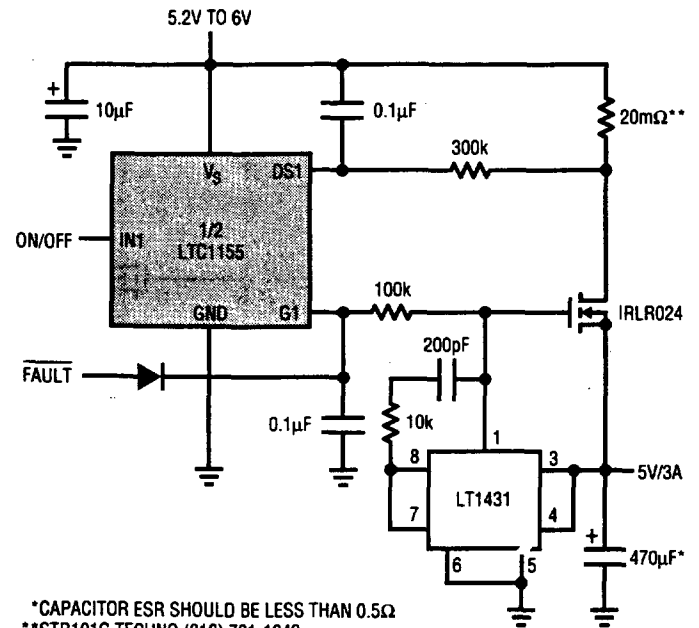 5.2V TO 6V
+
10µF
0.1µF
20mΩ**
300k
VS
DS1
ON/OFF
IN1
1/2
LTC1155
100k
GND
G1
IRLR024
200pF
FAULT
0.1µF
10k
1
8
3
5V/3A
LT1431
7
4
+
6
5
470µF*
*CAPACITOR ESR SHOULD BE LESS THAN 0.5Ω